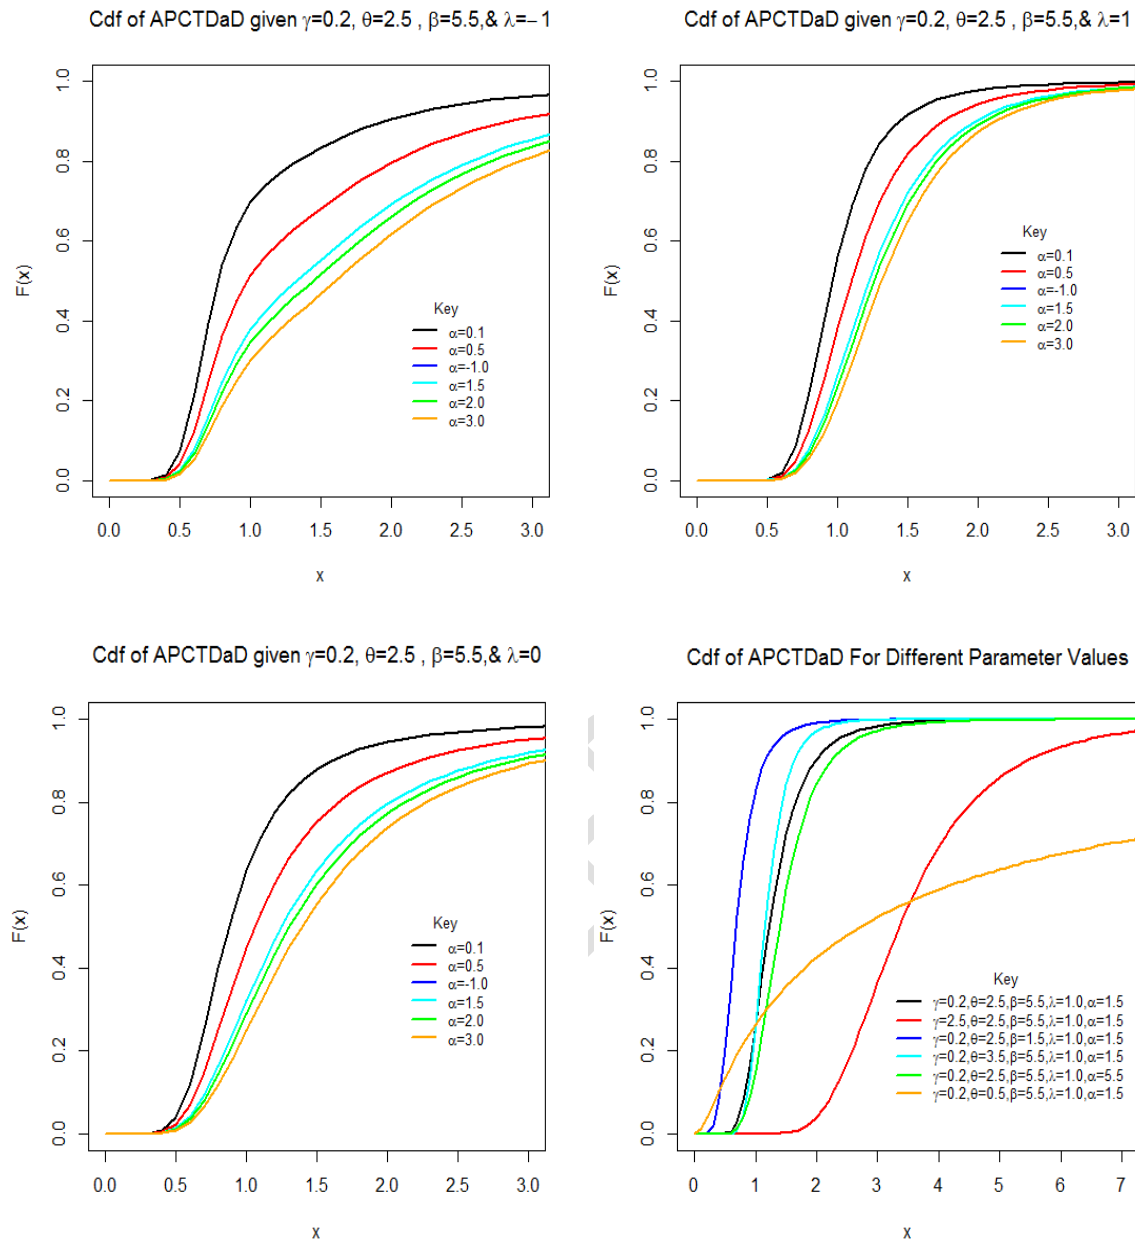 Cdf of APCTDaD given γ=0.2, θ=2.5 , β=5.5,& λ=−1
F(x)
1.0
0.8
0.6
0.4
0.2
0.0
Key
α=0.1
α=0.5
α=-1.0
α=1.5
α=2.0
α=3.0
0.0 0.5 1.0 1.5 2.0 2.5 3.0
x
Cdf of APCTDaD given γ=0.2, θ=2.5 , β=5.5,& λ=1
F(x)
1.0
0.8
0.6
0.4
0.2
0.0
Key
α=0.1
α=0.5
α=-1.0
α=1.5
α=2.0
α=3.0
0.0 0.5 1.0 1.5 2.0 2.5 3.0
x
Cdf of APCTDaD given γ=0.2, θ=2.5 , β=5.5,& λ=0
F(x)
1.0
0.8
0.6
0.4
0.2
0.0
Key
α=0.1
α=0.5
α=-1.0
α=1.5
α=2.0
α=3.0
0.0 0.5 1.0 1.5 2.0 2.5 3.0
x
Cdf of APCTDaD For Different Parameter Values
F(x)
1.0
0.8
0.6
0.4
0.2
0.0
Key
γ=0.2,θ=2.5,β=5.5,λ=1.0,α=1.5
γ=2.5,θ=2.5,β=5.5,λ=1.0,α=1.5
γ=0.2,θ=2.5,β=1.5,λ=1.0,α=1.5
γ=0.2,θ=3.5,β=5.5,λ=1.0,α=1.5
γ=0.2,θ=2.5,β=5.5,λ=1.0,α=5.5
γ=0.2,θ=0.5,β=5.5,λ=1.0,α=1.5
0 1 2 3 4 5 6 7
x